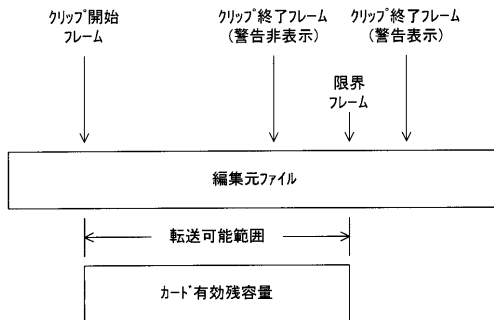 クリップ開始
フレーム
クリップ終了フレーム
(警告非表示)
クリップ終了フレーム
(警告表示)
限界
フレーム
編集元ファイル
転送可能範囲
カード有効残容量